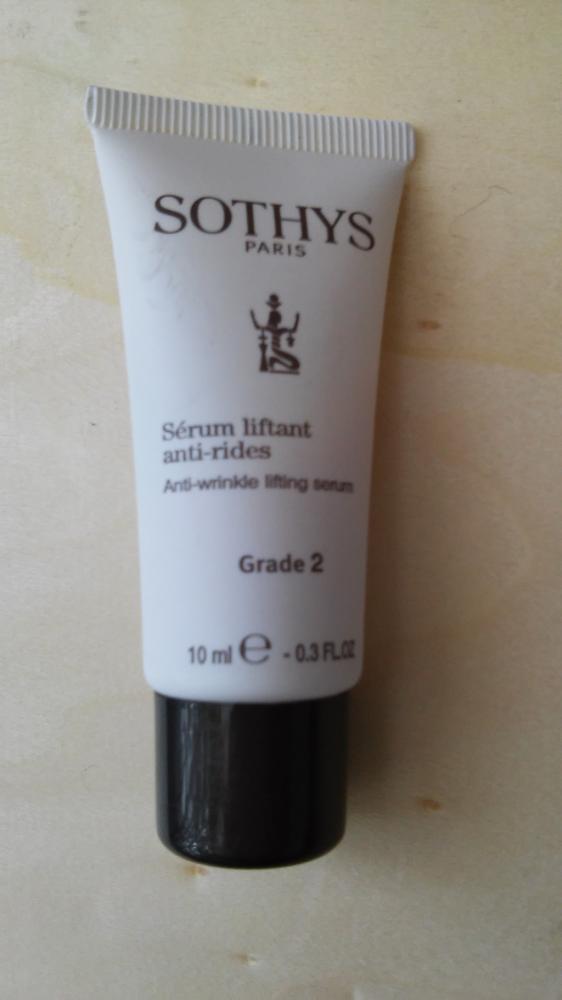 SOTHYS
PARIS
Sérum liftant
anti-rides
Anti-wrinkle lifting serum
Grade 2
10 ml e - 0.3 FL.OZ